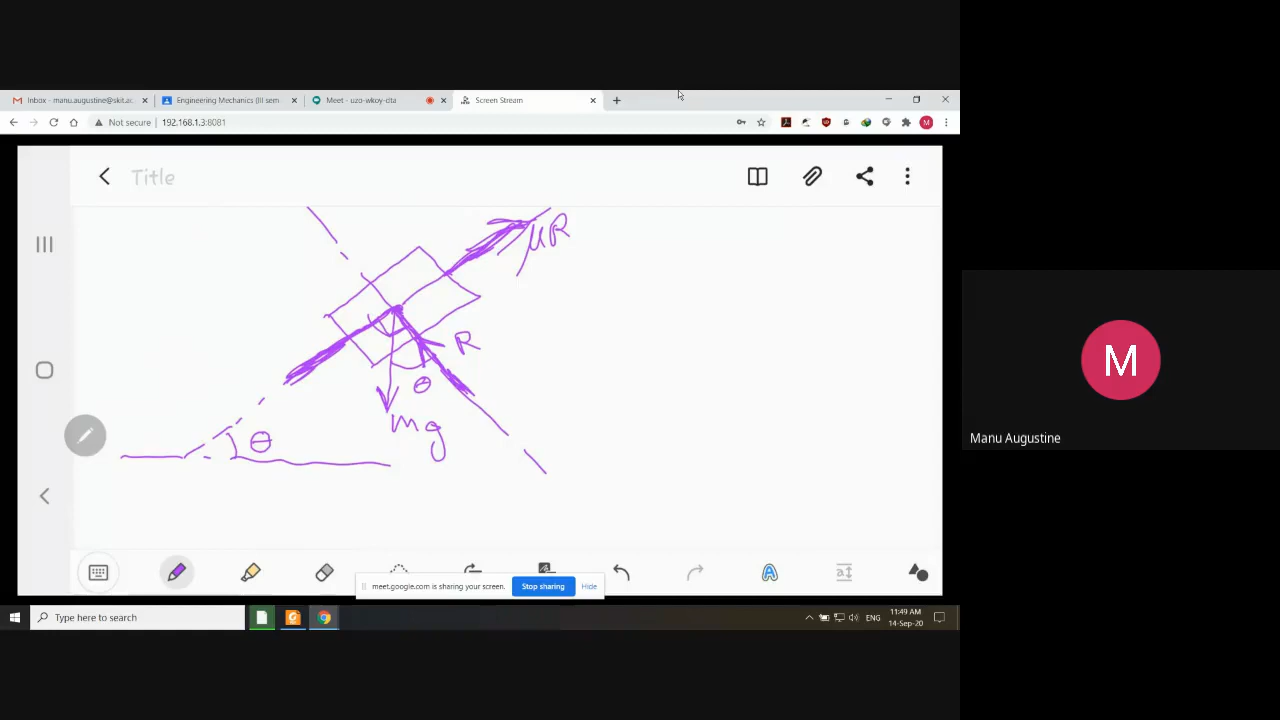 Inbox - manu.augustine@skit.ac.
Engineering Mechanics (III sem
Meet - uzo-wkoy-dta
Screen Stream
Not secure | 192.168.1.3:8081
M
Title
μR
R
θ
mg
θ
M
Manu Augustine
A
meet.google.com is sharing your screen.
Stop sharing
Hide
Type here to search
ENG
11:49 AM
14-Sep-20